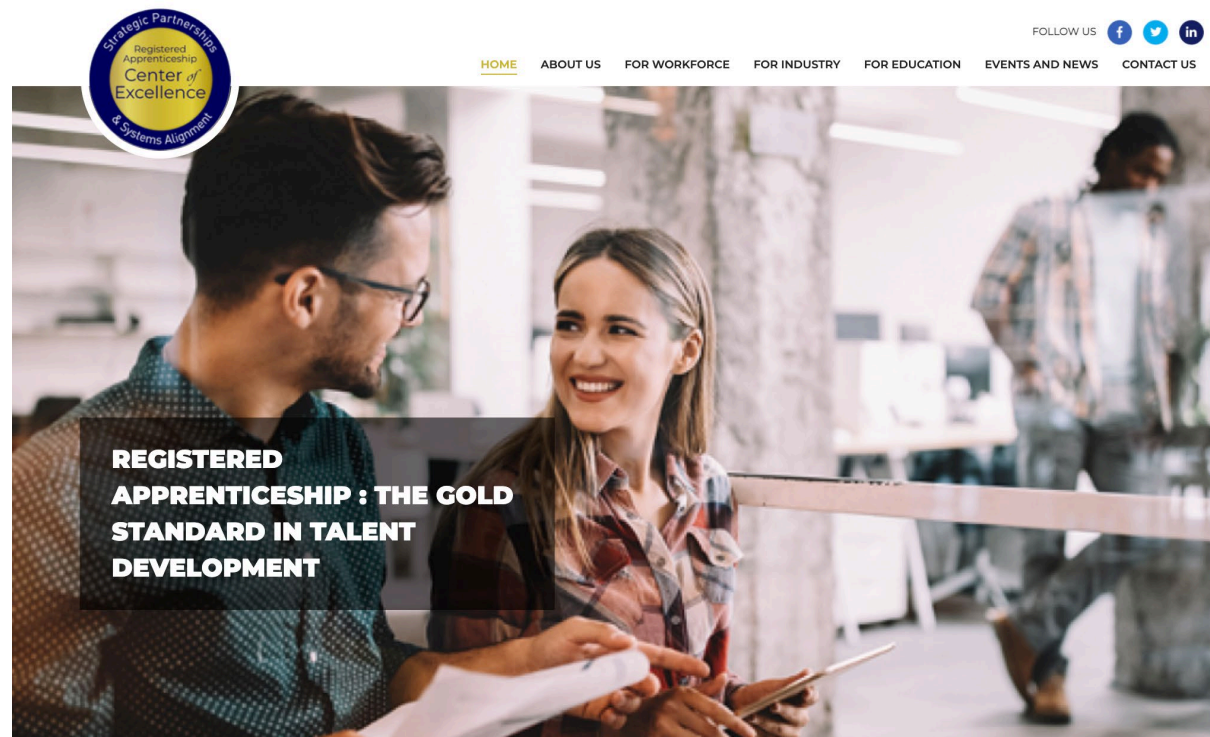 Strategic Partnerships
Registered
Apprenticeship
Center of
Excellence
& Systems Alignment
FOLLOW US
f
in
HOME ABOUT US FOR WORKFORCE FOR INDUSTRY FOR EDUCATION EVENTS AND NEWS CONTACT US
REGISTERED
APPRENTICESHIP : THE GOLD
STANDARD IN TALENT
DEVELOPMENT